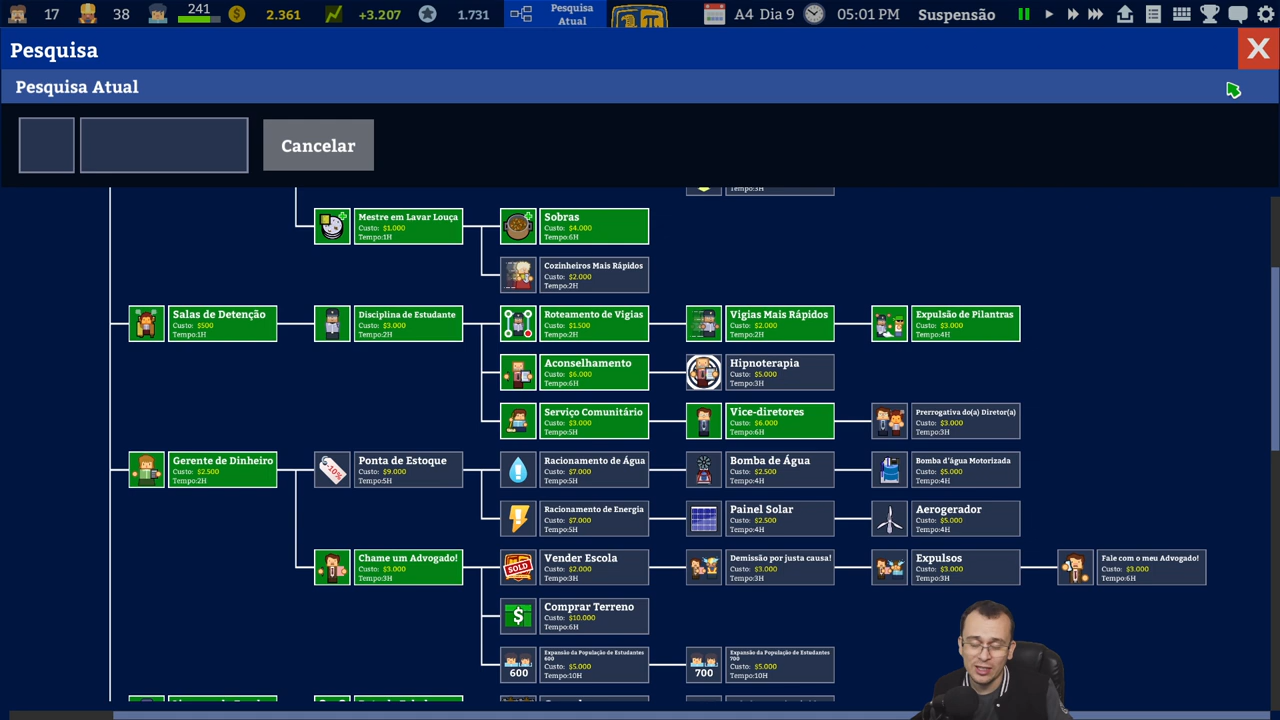 17 38 241 2.361 +3.207 1.731 Pesquisa Atual A4 Dia 9 05:01 PM Suspensão
Pesquisa
X
Pesquisa Atual
Cancelar
Mestre em Lavar Louça
Custo: $1.000
Tempo:1H
Sobras
Custo: $4.000
Tempo:6H
Cozinheiros Mais Rápidos
Custo: $2.000
Tempo:2H
Salas de Detenção
Custo: $500
Tempo:1H
Disciplina de Estudante
Custo: $3.000
Tempo:2H
Roteamento de Vigias
Custo: $1.500
Tempo:2H
Vigias Mais Rápidos
Custo: $2.000
Tempo:2H
Expulsão de Pilantras
Custo: $3.000
Tempo:4H
Aconselhamento
Custo: $6.000
Tempo:6H
Hipnoterapia
Custo: $5.000
Tempo:3H
Serviço Comunitário
Custo: $3.000
Tempo:5H
Vice-diretores
Custo: $6.000
Tempo:6H
Prerrogativa do(a) Diretor(a)
Custo: $3.000
Tempo:3H
Gerente de Dinheiro
Custo: $2.500
Tempo:2H
-10%
Ponta de Estoque
Custo: $9.000
Tempo:5H
Racionamento de Água
Custo: $7.000
Tempo:5H
Bomba de Água
Custo: $2.500
Tempo:4H
Bomba d'água Motorizada
Custo: $5.000
Tempo:4H
Racionamento de Energia
Custo: $7.000
Tempo:5H
Painel Solar
Custo: $2.500
Tempo:4H
Aerogerador
Custo: $5.000
Tempo:4H
Chame um Advogado!
Custo: $3.000
Tempo:3H
SOLD
Vender Escola
Custo: $2.000
Tempo:3H
Demissão por justa causa!
Custo: $3.000
Tempo:3H
Expulsos
Custo: $3.000
Tempo:3H
Fale com o meu Advogado!
Custo: $3.000
Tempo:6H
Comprar Terreno
Custo: $10.000
Tempo:6H
600
Expansão da População de Estudantes
600
Custo: $5.000
Tempo:10H
700
Expansão da População de Estudantes
700
Custo: $5.000
Tempo:10H